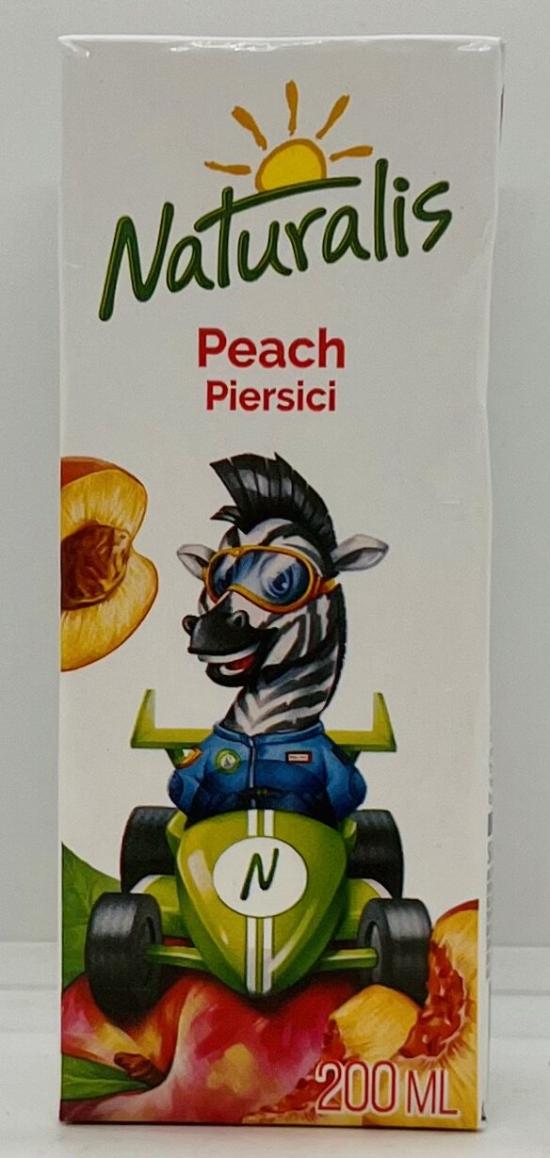 Naturalis
Peach
Piersici
N
200 ML